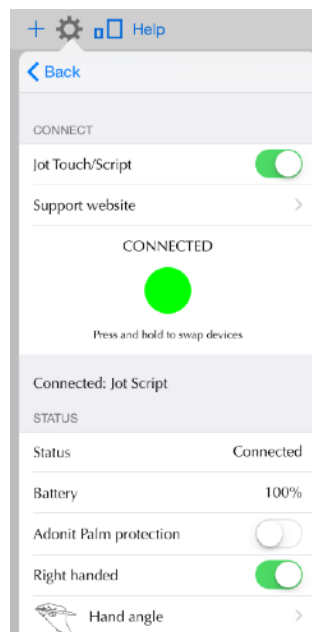 + Help
Back
CONNECT
Jot Touch/Script
Support website
CONNECTED
Press and hold to swap devices
Connected: Jot Script
STATUS
Status Connected
Battery 100%
Adonit Palm protection
Right handed
Hand angle